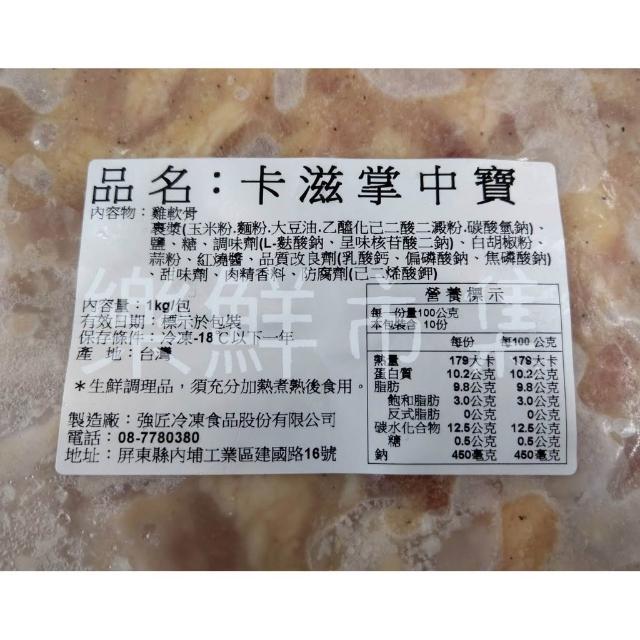 品名：卡滋掌中寶
內容物：雞軟骨
裹漿(玉米粉.麵粉.大豆油.乙醯化己二酸二澱粉.碳酸氫鈉)、
鹽、糖、調味劑(L-麩酸鈉、呈味核苷酸二鈉)、白胡椒粉、
蒜粉、紅燒醬、品質改良劑(乳酸鈣、偏磷酸鈉、焦磷酸鈉)
、甜味劑、肉精香料、防腐劑(己二烯酸鉀)
樂鮮市集
內容量：1kg/包
有效日期：標示於包裝
保存條件：冷凍-18℃以下一年
產 地：台灣
＊生鮮調理品，須充分加熱煮熟後食用。
製造廠：強匠冷凍食品股份有限公司
電話：08-7780380
地址：屏東縣內埔工業區建國路16號
營養標示
每一份量100公克
本包裝含 10份
每份 每100公克
熱量 179大卡 179大卡
蛋白質 10.2公克 10.2公克
脂肪 9.8公克 9.8公克
飽和脂肪 3.0公克 3.0公克
反式脂肪 0公克 0公克
碳水化合物 12.5公克 12.5公克
糖 0.5公克 0.5公克
鈉 450毫克 450毫克